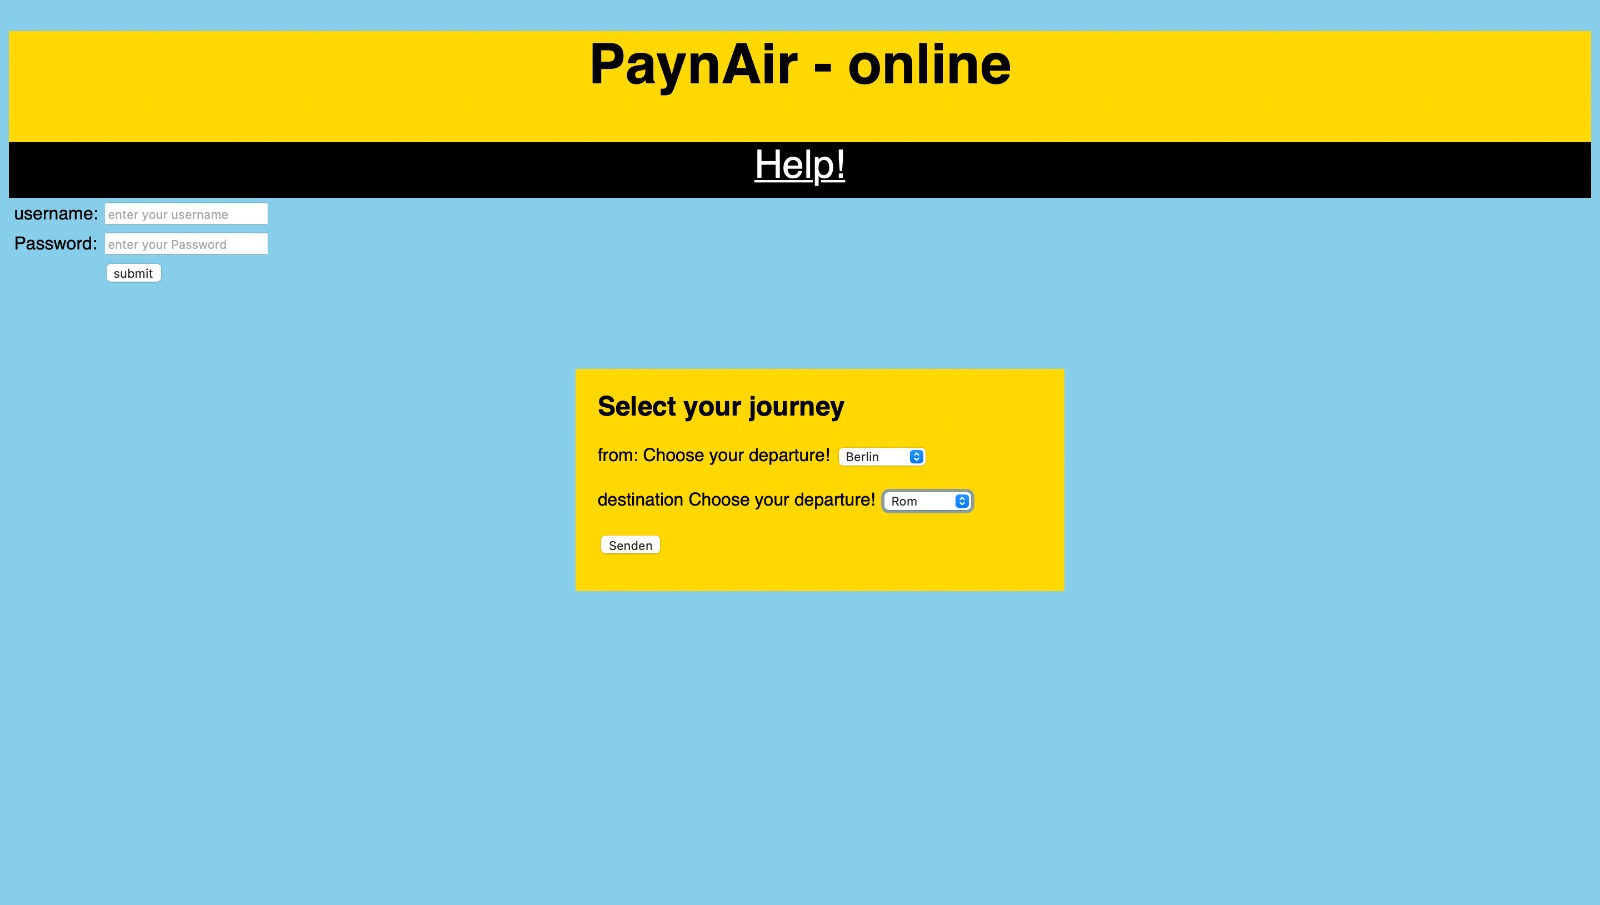 PaynAir - online
Help!
username: enter your username
Password: enter your Password
submit
Select your journey
from: Choose your departure! Berlin
destination Choose your departure! Rom
Senden